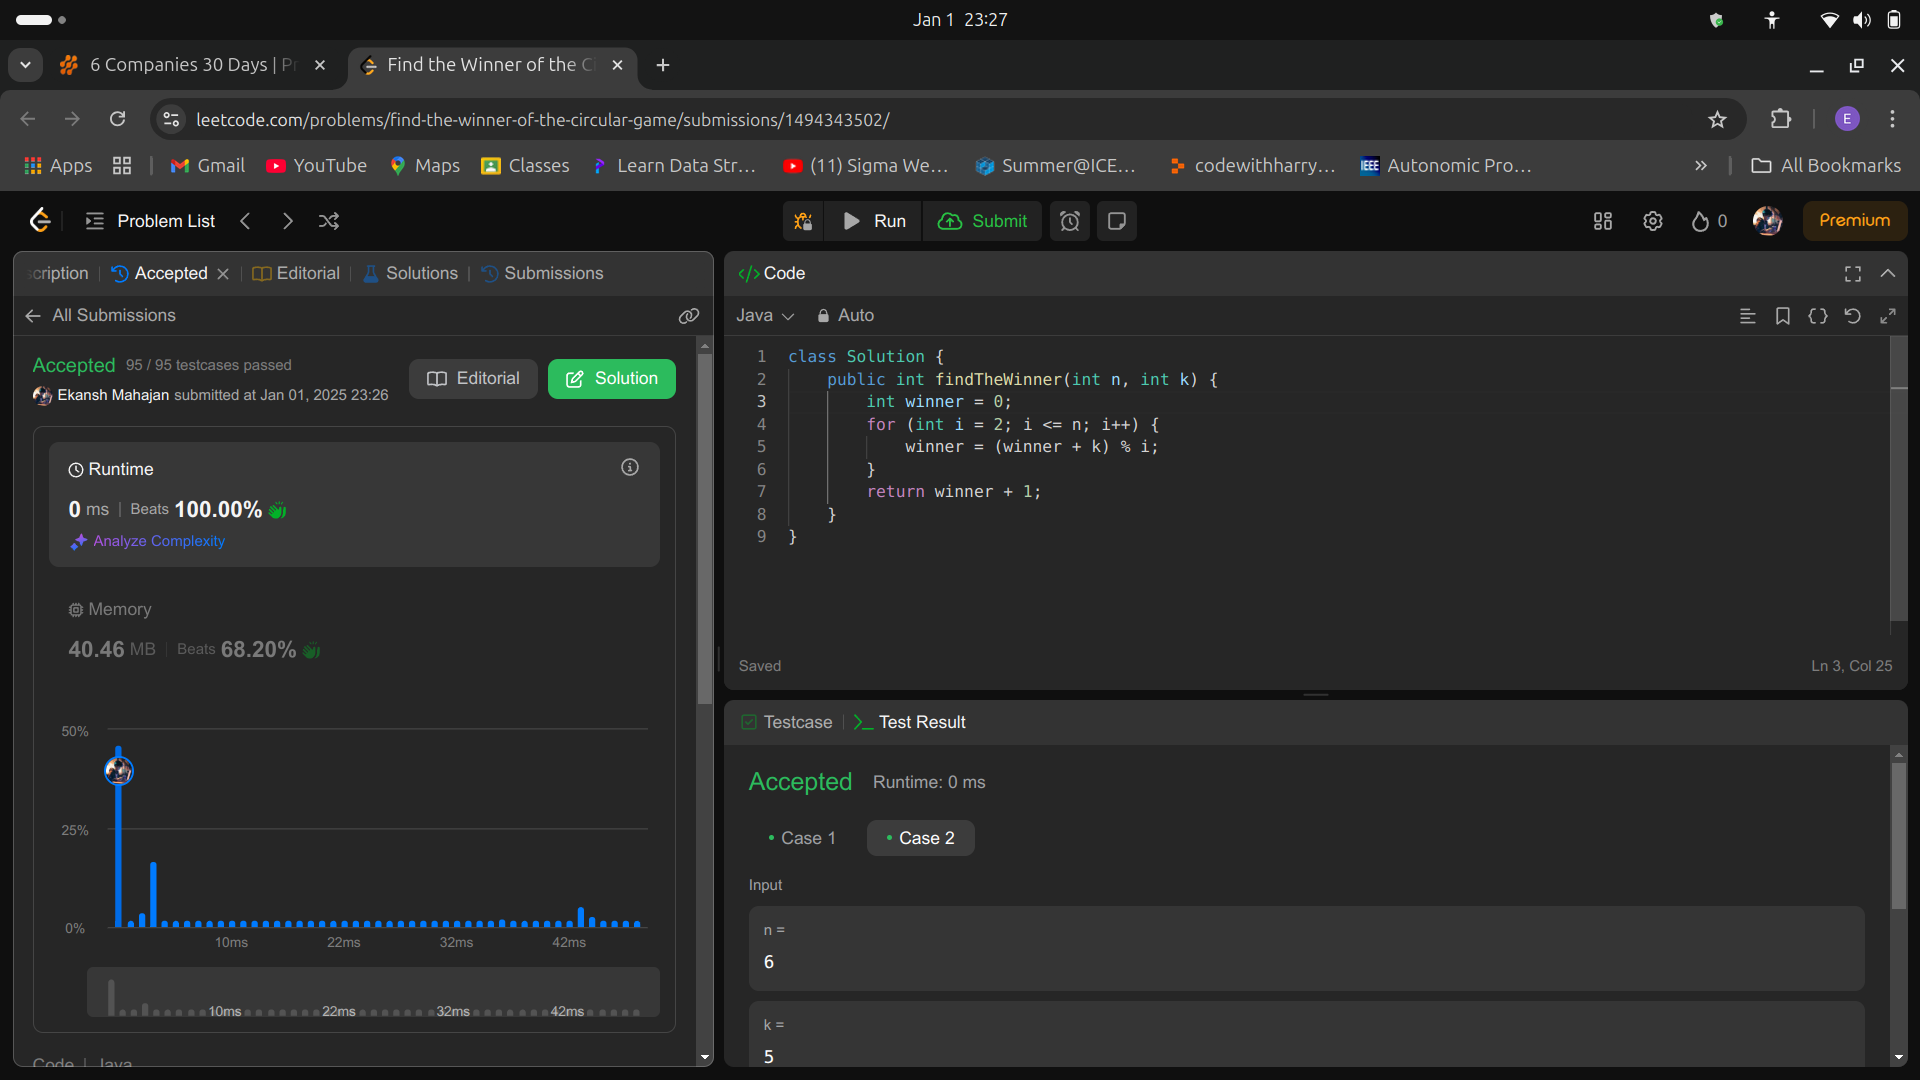 Jan 1 23:27
6 Companies 30 Days | Pr
Find the Winner of the Ci
leetcode.com/problems/find-the-winner-of-the-circular-game/submissions/1494343502/
E
Apps
Gmail
YouTube
Maps
Classes
Learn Data Str...
(11) Sigma We...
Summer@ICE...
codewithharry...
IEEE Autonomic Pro...
»
All Bookmarks
Problem List
Run
Submit
0
Premium
scription
Accepted
Editorial
Solutions
Submissions
All Submissions
Accepted 95 / 95 testcases passed
Ekansh Mahajan submitted at Jan 01, 2025 23:26
Editorial
Solution
Runtime
0 ms | Beats 100.00%
Analyze Complexity
Memory
40.46 MB | Beats 68.20%
50%
25%
0%
10ms 22ms 32ms 42ms
10ms 22ms 32ms 42ms
Code | Java
</> Code
Java
Auto
1 class Solution {
2 public int findTheWinner(int n, int k) {
3 int winner = 0;
4 for (int i = 2; i <= n; i++) {
5 winner = (winner + k) % i;
6 }
7 return winner + 1;
8 }
9 }
Saved
Ln 3, Col 25
Testcase
>_ Test Result
Accepted Runtime: 0 ms
• Case 1
• Case 2
Input
n =
6
k =
5